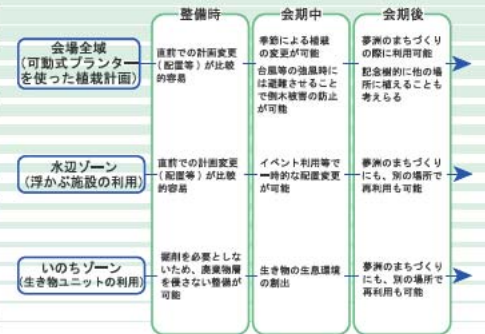 整備時
会期中
会期後
会場全域
(可動式プランター
を使った植栽計画)
直前での計画変更
(配置等)が比較
的容易
季節による植栽
の変更が可能
台風等の強風時に
は避難させること
で倒木被害の防止
が可能
夢洲のまちづくり
の際に利用可能
記念樹的に他の場
所に植えることも
考えらる
水辺ゾーン
(浮かぶ施設の利用)
直前での計画変更
(配置等)が比較
的容易
イベント利用等で
一時的な配置変更
が可能
夢洲のまちづくり
にも、別の場所で
再利用も可能
いのちゾーン
(生き物ユニットの利用)
掘削を必要としな
いため、廃棄物層
を侵さない整備が
可能
生き物の生息環境
の創出
夢洲のまちづくり
にも、別の場所で
再利用も可能